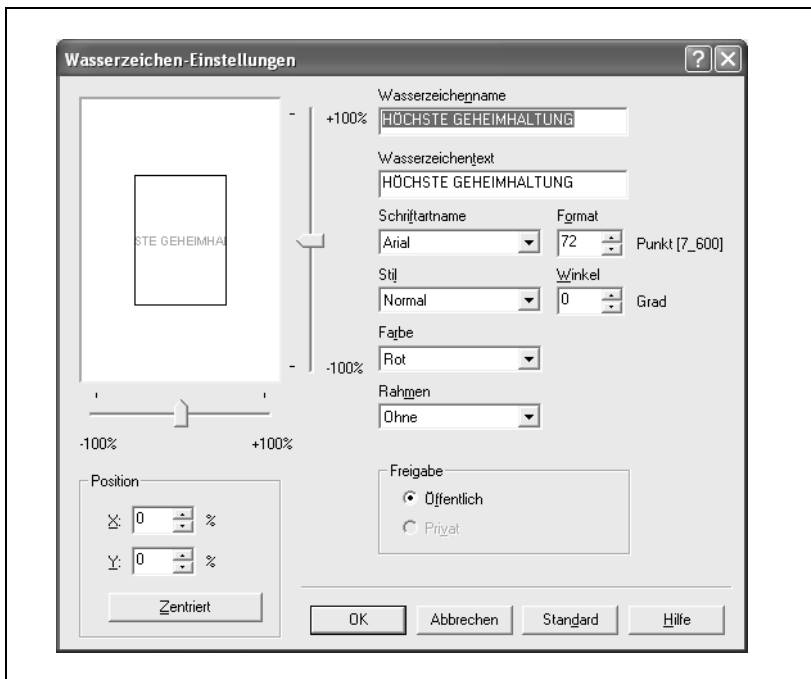 Wasserzeichen-Einstellungen
Wasserzeichenname
HÖCHSTE GEHEIMHALTUNG
Wasserzeichentext
HÖCHSTE GEHEIMHALTUNG
Schriftartname Format
Arial 72 Punkt [7_600]
Stil Winkel
Normal 0 Grad
Farbe
Rot
Rahmen
Ohne
+100%
-100%
STE GEHEIMHAL
-100% +100%
Position
X: 0 %
Y: 0 %
Zentriert
Freigabe
Öffentlich
Privat
OK Abbrechen Standard Hilfe